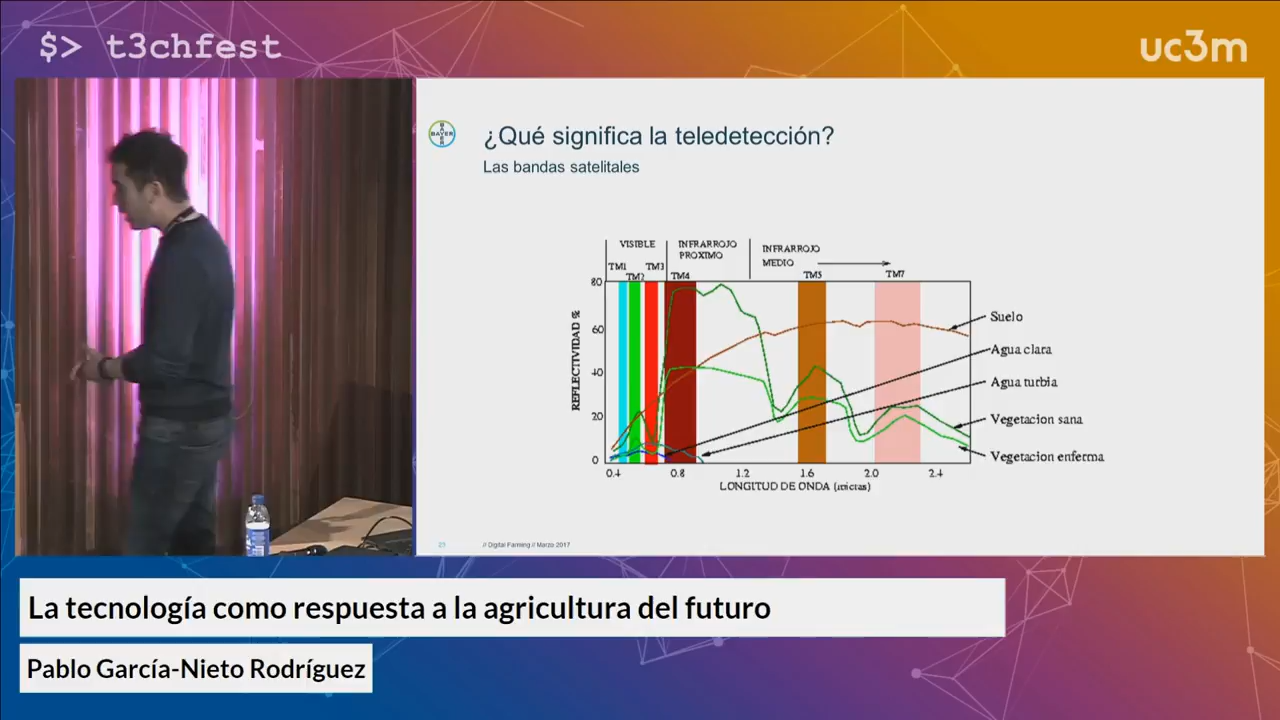 $> t3chfest
uc3m
BAYER
BAYER
¿Qué significa la teledetección?
Las bandas satelitales
VISIBLE
INFRARROJO
PROXIMO
INFRARROJO
MEDIO
TM1
TM2
TM3
TM4
TM5
TM7
REFLECTIVIDAD %
80
60
40
20
0
0.4
0.8
1.2
1.6
2.0
2.4
LONGITUD DE ONDA (micras)
Suelo
Agua clara
Agua turbia
Vegetacion sana
Vegetacion enferma
23
// Digital Farming // Marzo 2017
La tecnología como respuesta a la agricultura del futuro
Pablo García-Nieto Rodríguez